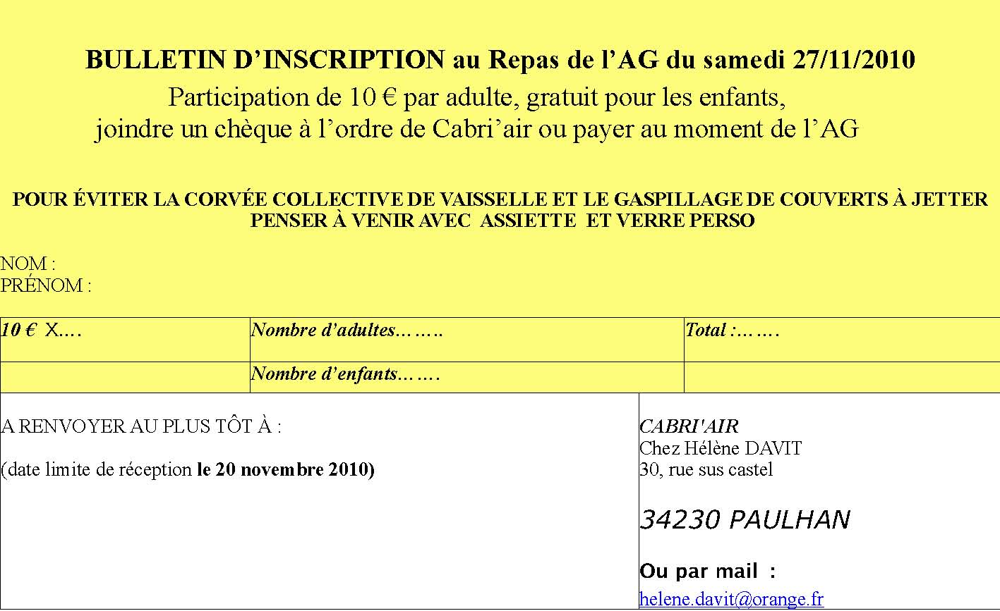 BULLETIN D’INSCRIPTION au Repas de l’AG du samedi 27/11/2010
Participation de 10 € par adulte, gratuit pour les enfants,
joindre un chèque à l’ordre de Cabri’air ou payer au moment de l’AG
POUR ÉVITER LA CORVÉE COLLECTIVE DE VAISSELLE ET LE GASPILLAGE DE COUVERTS À JETTER
PENSER À VENIR AVEC ASSIETTE ET VERRE PERSO
NOM :
PRÉNOM :
10 € X….
Nombre d’adultes……..
Total :…….
Nombre d’enfants…….
A RENVOYER AU PLUS TÔT À :
(date limite de réception le 20 novembre 2010)
CABRI'AIR
Chez Hélène DAVIT
30, rue sus castel
34230 PAULHAN
Ou par mail :
helene.davit@orange.fr